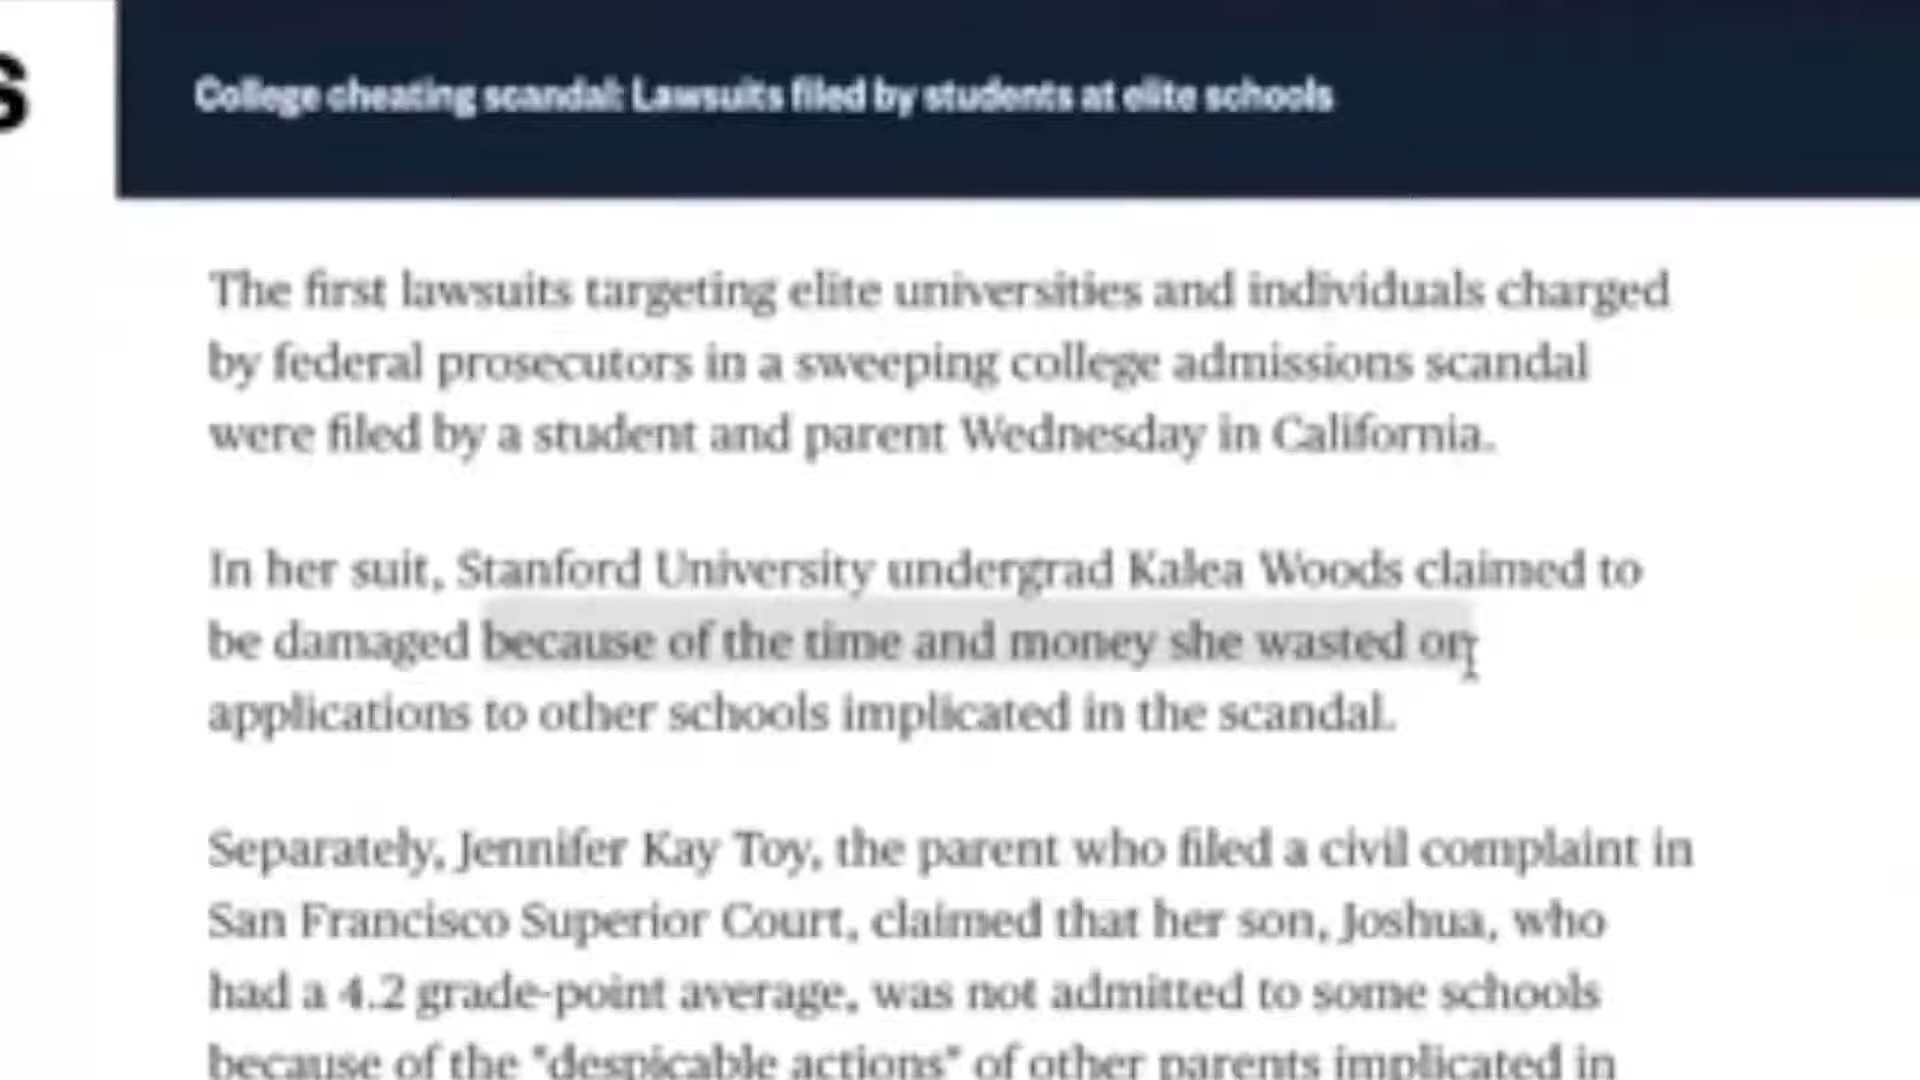 s
College cheating scandal: Lawsuits filed by students at elite schools
The first lawsuits targeting elite universities and individuals charged
by federal prosecutors in a sweeping college admissions scandal
were filed by a student and parent Wednesday in California.
In her suit, Stanford University undergrad Kalea Woods claimed to
be damaged because of the time and money she wasted on
applications to other schools implicated in the scandal.
Separately, Jennifer Kay Toy, the parent who filed a civil complaint in
San Francisco Superior Court, claimed that her son, Joshua, who
had a 4.2 grade-point average, was not admitted to some schools
because of the "despicable actions" of other parents implicated in